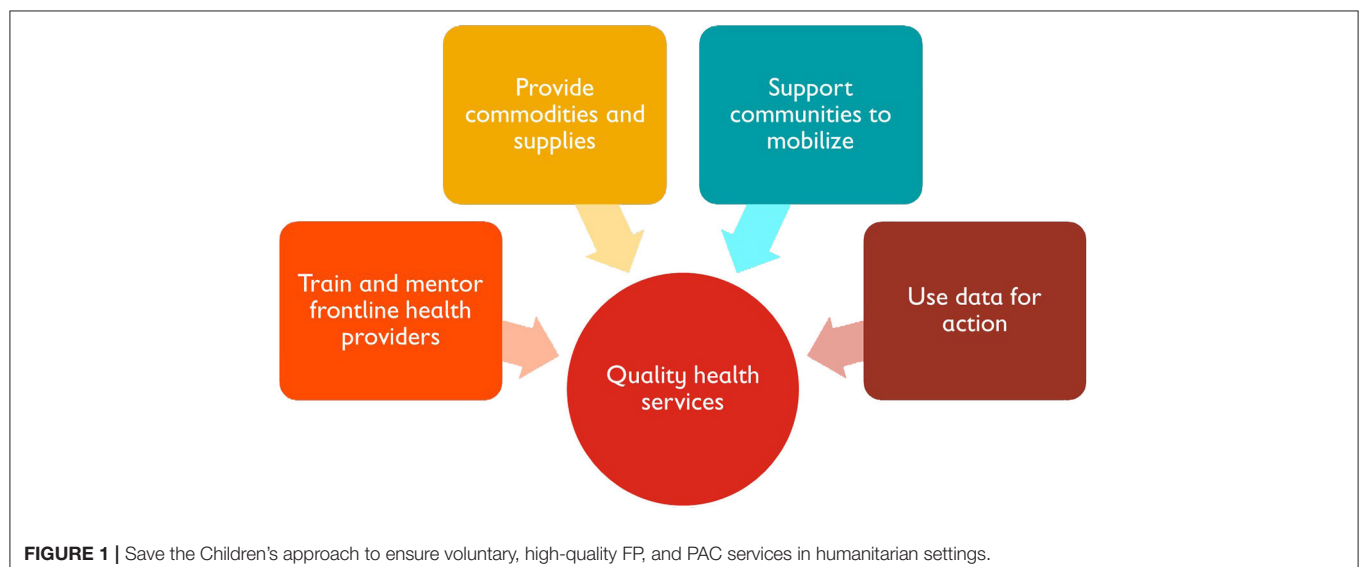 Provide
commodities and
supplies
Support
communities to
mobilize
Train and mentor
frontline health
providers
Use data for
action
Quality health
services
FIGURE 1 | Save the Children's approach to ensure voluntary, high-quality FP, and PAC services in humanitarian settings.